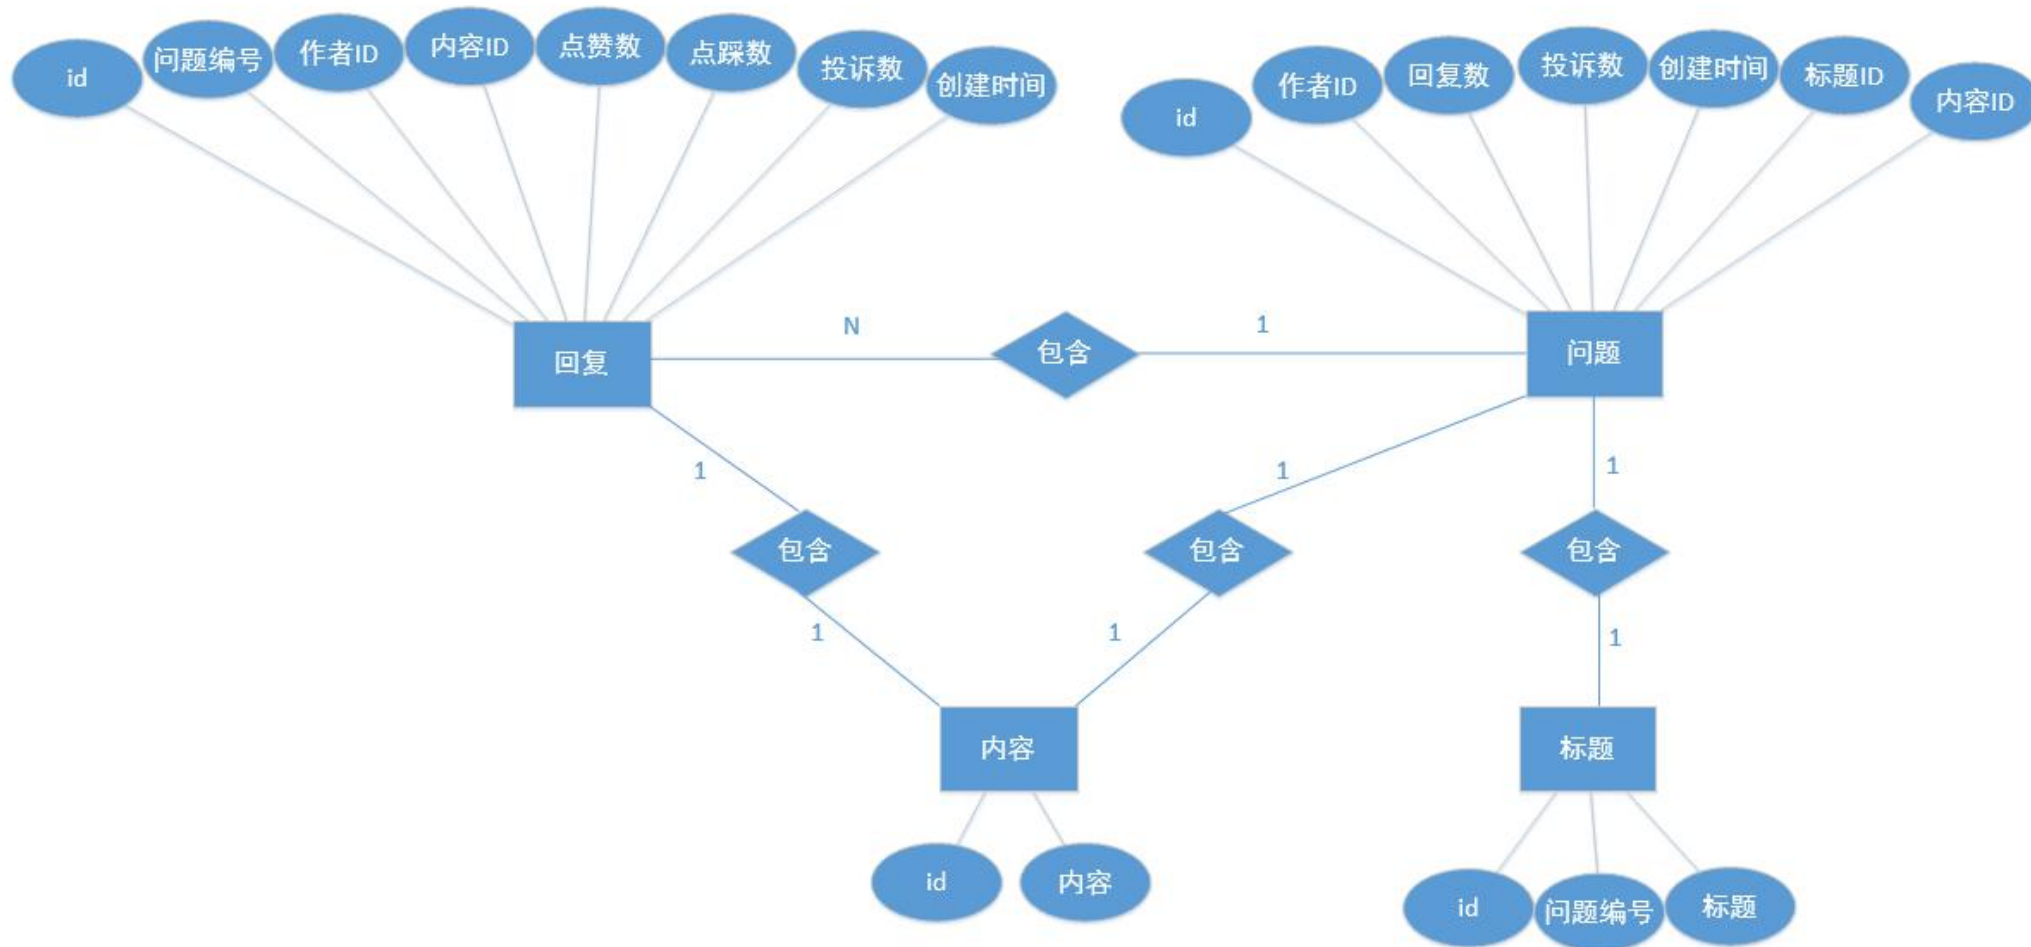 id
问题编号
作者ID
内容ID
点赞数
点踩数
投诉数
创建时间
id
作者ID
回复数
投诉数
创建时间
标题ID
内容ID
回复
N
包含
1
问题
1
1
1
包含
包含
包含
1
1
1
内容
标题
id
内容
id
问题编号
标题